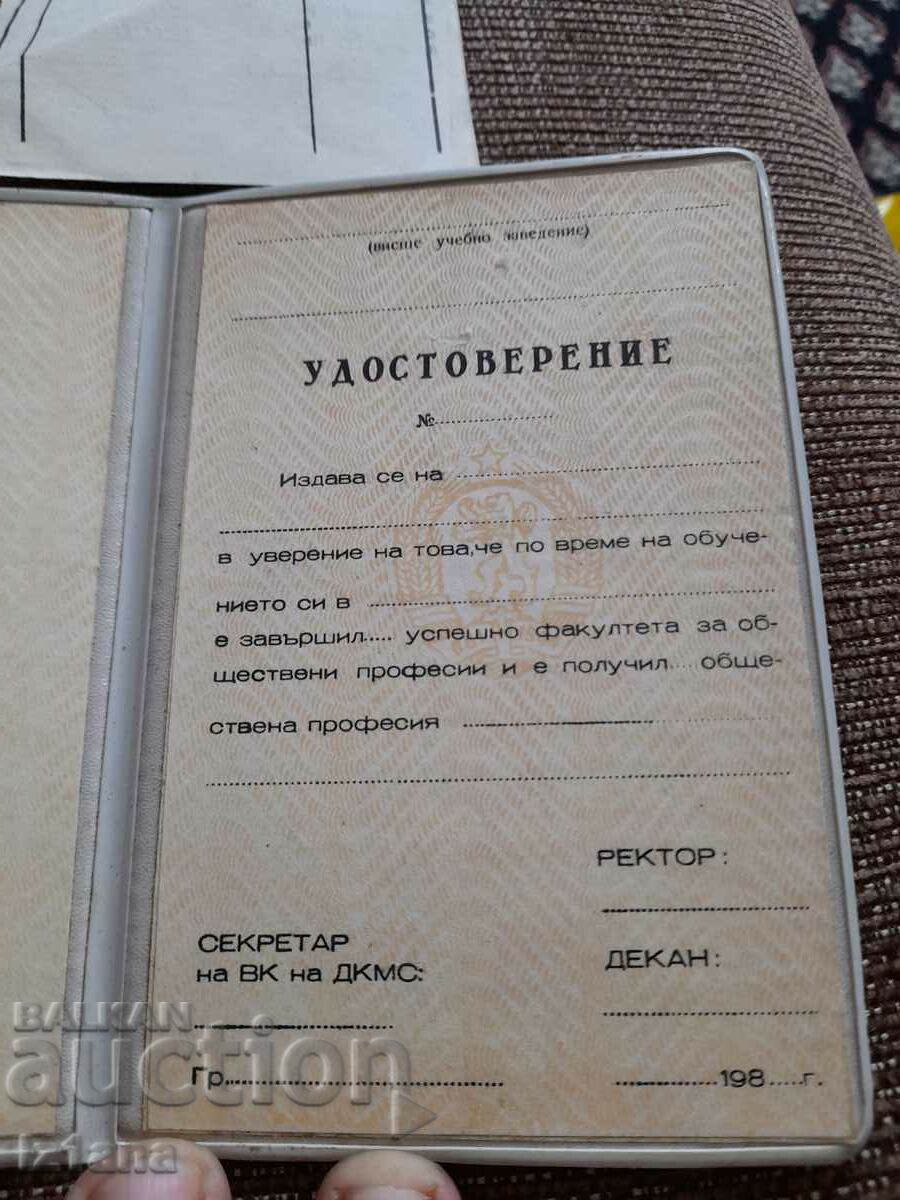 (висше учебно заведение)
УДОСТОВЕРЕНИЕ
№
Издава се на
в уверение на това,че по време на обуче-
нието си в
е завършил..... успешно факултета за об-
ществени професии и е получил.... обще-
ствена професия
РЕКТОР:
СЕКРЕТАР
на ВК на ДКМС:
ДЕКАН:
Гр.
198.....г.
BALKAN
auction
iz1ana